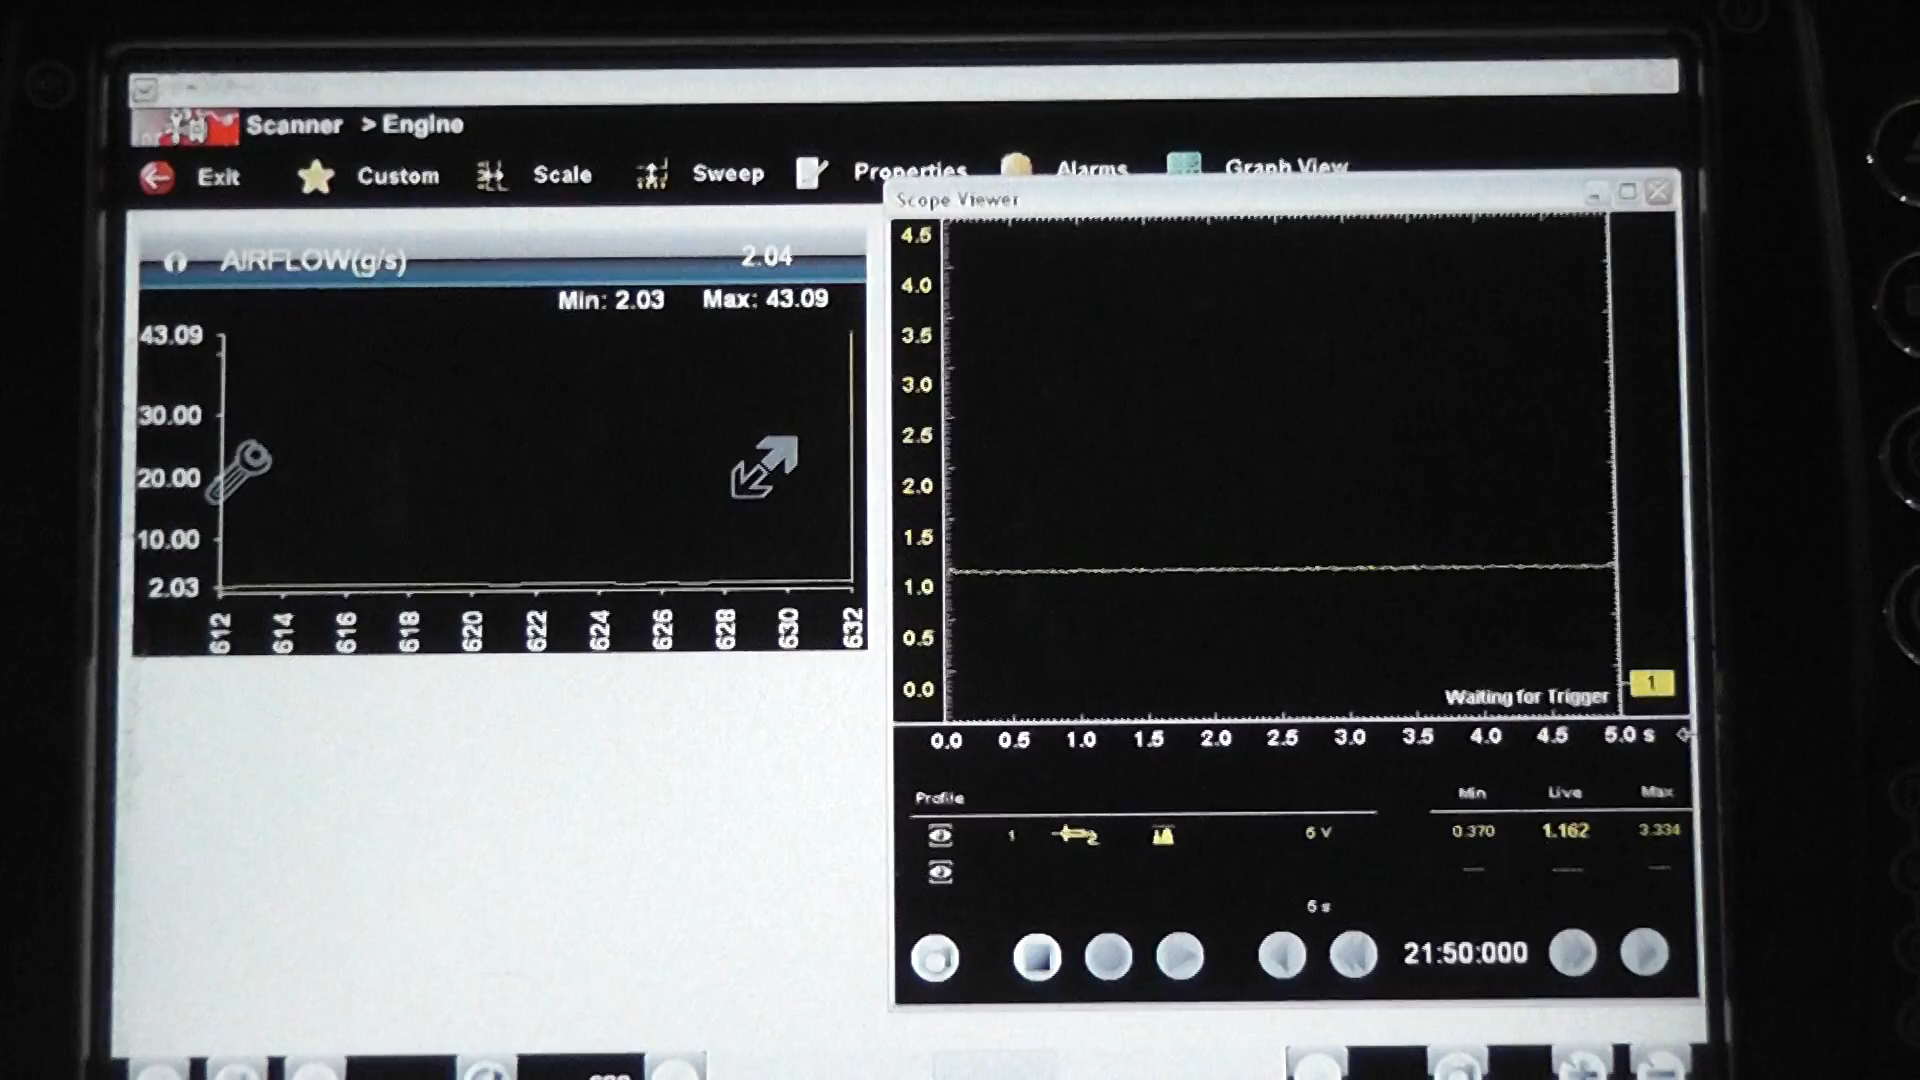 Scanner > Engine
Exit Custom Scale Sweep Properties Alarms Graph View
Scope Viewer
AIRFLOW(g/s) 2.04
Min: 2.03 Max: 43.09
43.09
30.00
20.00
10.00
2.03
612 614 616 618 620 622 624 626 628 630 632
4.5
4.0
3.5
3.0
2.5
2.0
1.5
1.0
0.5
0.0
Waiting for Trigger 1
0.0 0.5 1.0 1.5 2.0 2.5 3.0 3.5 4.0 4.5 5.0 s
Profile Min Live Max
1 2 5 V 0.370 1.162 3.334
5 s
21:50:000